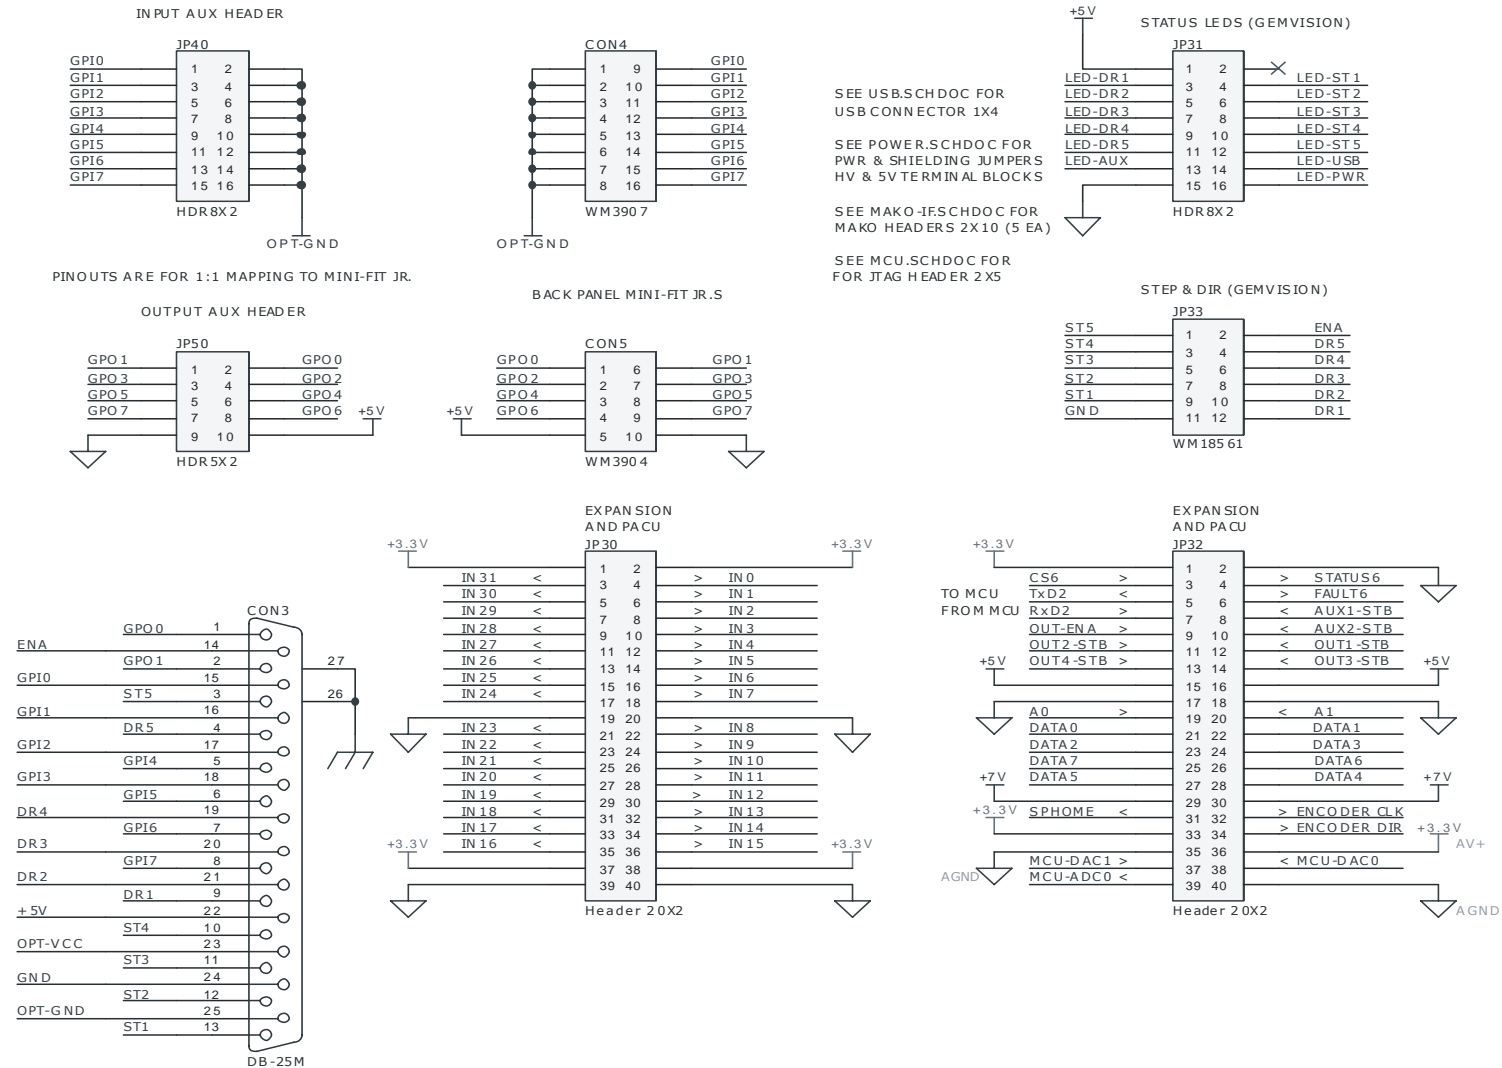 INPUT AUX HEADER
JP40
GPI0 1 2
GPI1 3 4
GPI2 5 6
GPI3 7 8
GPI4 9 10
GPI5 11 12
GPI6 13 14
GPI7 15 16
HDR8X2
OPT-GND
CON4
1 9 GPI0
2 10 GPI1
3 11 GPI2
4 12 GPI3
5 13 GPI4
6 14 GPI5
7 15 GPI6
8 16 GPI7
WM3907
OPT-GND
SEE USB.SCHDOC FOR
USB CONNECTOR 1X4
SEE POWER.SCHDOC FOR
PWR & SHIELDING JUMPERS
HV & 5V TERMINAL BLOCKS
SEE MAKO-IF.SCHDOC FOR
MAKO HEADERS 2X10 (5 EA)
SEE MCU.SCHDOC FOR
FOR JTAG HEADER 2X5
+5V
STATUS LEDS (GEMVISION)
JP31
1 2
LED-DR1 3 4 LED-ST1
LED-DR2 5 6 LED-ST2
LED-DR3 7 8 LED-ST3
LED-DR4 9 10 LED-ST4
LED-DR5 11 12 LED-ST5
LED-AUX 13 14 LED-USB
15 16 LED-PWR
HDR8X2
PINOUTS ARE FOR 1:1 MAPPING TO MINI-FIT JR.
OUTPUT AUX HEADER
JP50
GPO1 1 2 GPO0
GPO3 3 4 GPO2
GPO5 5 6 GPO4
GPO7 7 8 GPO6 +5V
9 10
HDR5X2
BACK PANEL MINI-FIT JR.S
CON5
GPO0 1 6 GPO1
GPO2 2 7 GPO3
GPO4 3 8 GPO5
+5V GPO6 4 9 GPO7
5 10
WM3904
STEP & DIR (GEMVISION)
JP33
ST5 1 2 ENA
ST4 3 4 DR5
ST3 5 6 DR4
ST2 7 8 DR3
ST1 9 10 DR2
GND 11 12 DR1
WM18561
CON3
GPO0 1
ENA 14
GPO1 2
GPI0 15
ST5 3
GPI1 16
DR5 4
GPI2 17
GPI4 5
GPI3 18
GPI5 6
DR4 19
GPI6 7
DR3 20
GPI7 8
DR2 21
DR1 9
+5V 22
ST4 10
OPT-VCC 23
ST3 11
GND 24
ST2 12
OPT-GND 25
ST1 13
27
26
DB-25M
EXPANSION
AND PACU
JP30
+3.3V +3.3V
1 2
IN31 < 3 4 > IN0
IN30 < 5 6 > IN1
IN29 < 7 8 > IN2
IN28 < 9 10 > IN3
IN27 < 11 12 > IN4
IN26 < 13 14 > IN5
IN25 < 15 16 > IN6
IN24 < 17 18 > IN7
19 20
IN23 < 21 22 > IN8
IN22 < 23 24 > IN9
IN21 < 25 26 > IN10
IN20 < 27 28 > IN11
IN19 < 29 30 > IN12
IN18 < 31 32 > IN13
IN17 < 33 34 > IN14
IN16 < 35 36 > IN15
+3.3V 37 38 +3.3V
39 40
Header 20X2
EXPANSION
AND PACU
JP32
+3.3V
1 2
CS6 > 3 4 > STATUS6
TO MCU TxD2 < 5 6 > FAULT6
FROM MCU RxD2 > 7 8 < AUX1-STB
OUT-ENA > 9 10 < AUX2-STB
OUT2-STB > 11 12 < OUT1-STB
+5V OUT4-STB > 13 14 < OUT3-STB +5V
15 16
17 18
A0 > 19 20 < A1
DATA0 21 22 DATA1
DATA2 23 24 DATA3
DATA7 25 26 DATA6
+7V DATA5 27 28 DATA4 +7V
29 30
+3.3V SPHOME < 31 32 > ENCODER CLK
33 34 > ENCODER DIR +3.3V
35 36 AV+
MCU-DAC1 > 37 38 < MCU-DAC0
AGND MCU-ADC0 < 39 40
AGND
Header 20X2